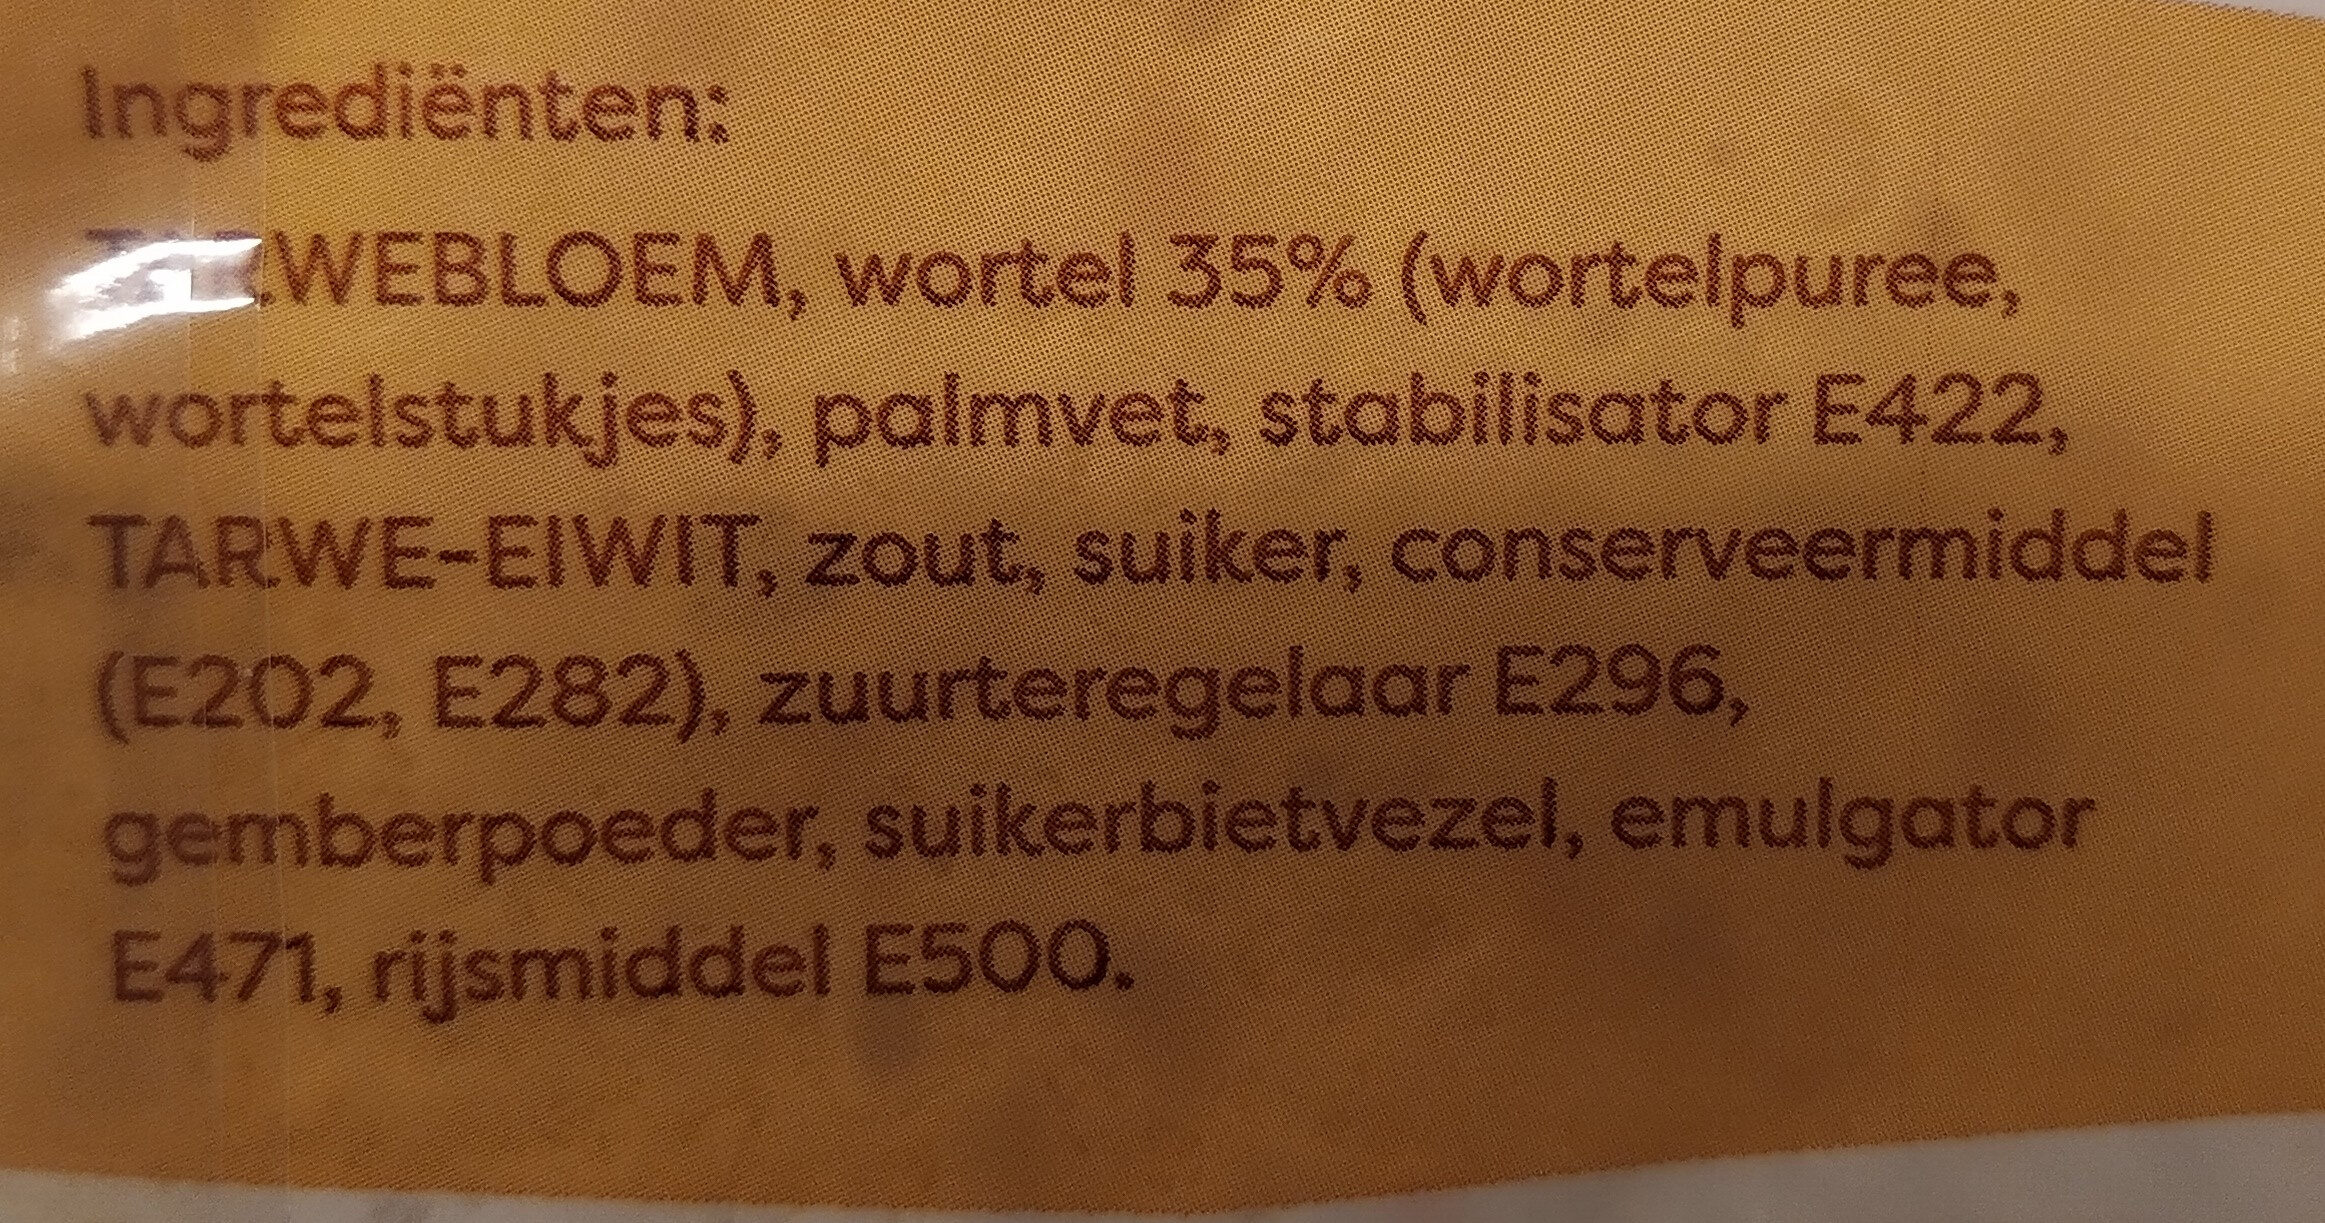 Ingrediënten:
TARWEBLOEM, wortel 35% (wortelpuree,
wortelstukjes), palmvet, stabilisator E422,
TARWE-EIWIT, zout, suiker, conserveermiddel
(E202, E282), zuurteregelaar E296,
gemberpoeder, suikerbietvezel, emulgator
E471, rijsmiddel E500.